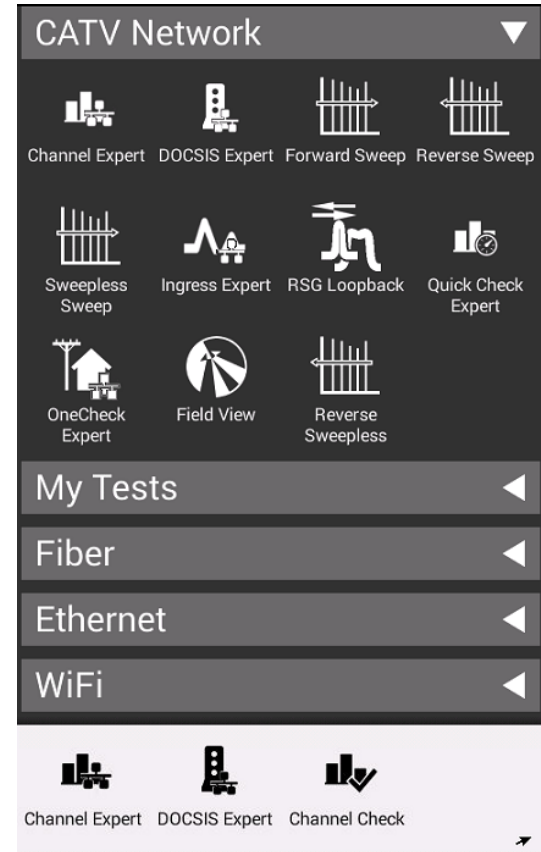 CATV Network
Channel Expert DOCSIS Expert Forward Sweep Reverse Sweep
Sweepless Sweep Ingress Expert RSG Loopback Quick Check Expert
OneCheck Expert Field View Reverse Sweepless
My Tests
Fiber
Ethernet
WiFi
Channel Expert DOCSIS Expert Channel Check